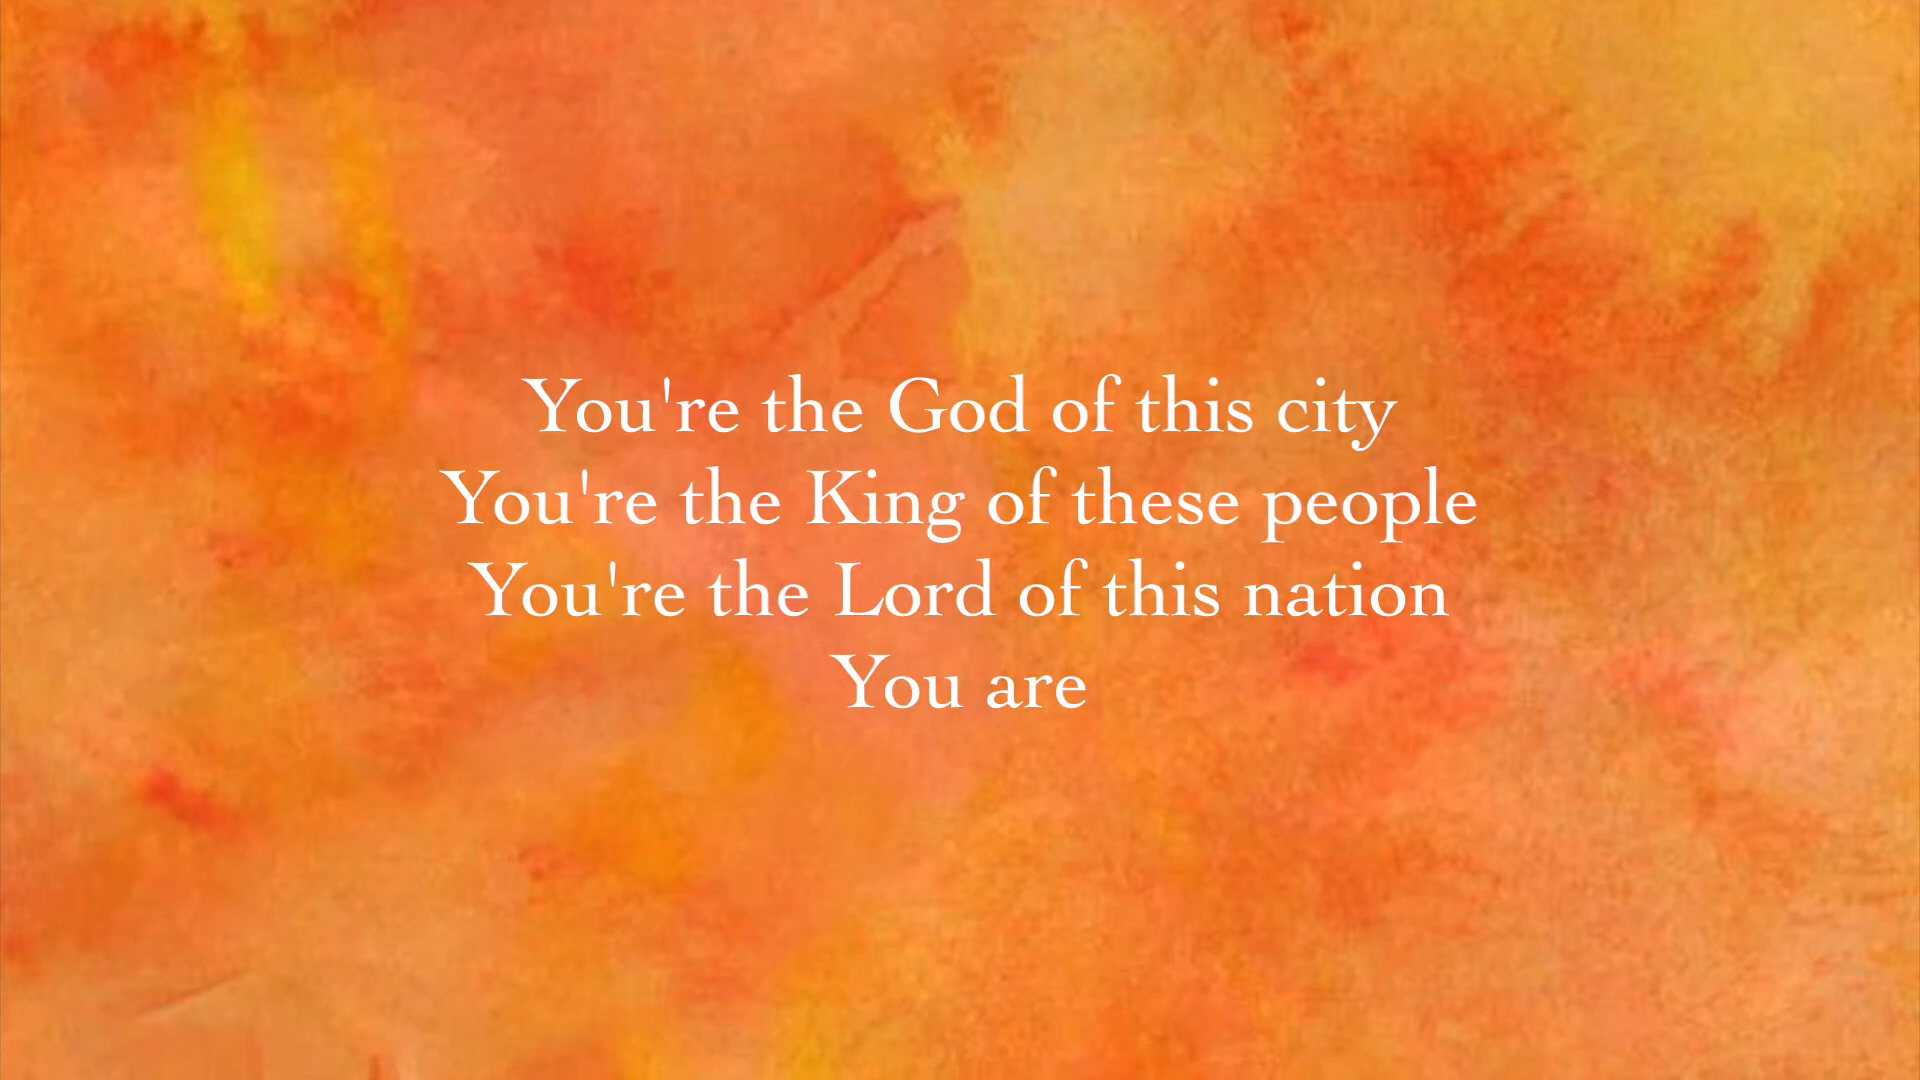 You're the God of this city
You're the King of these people
You're the Lord of this nation
You are